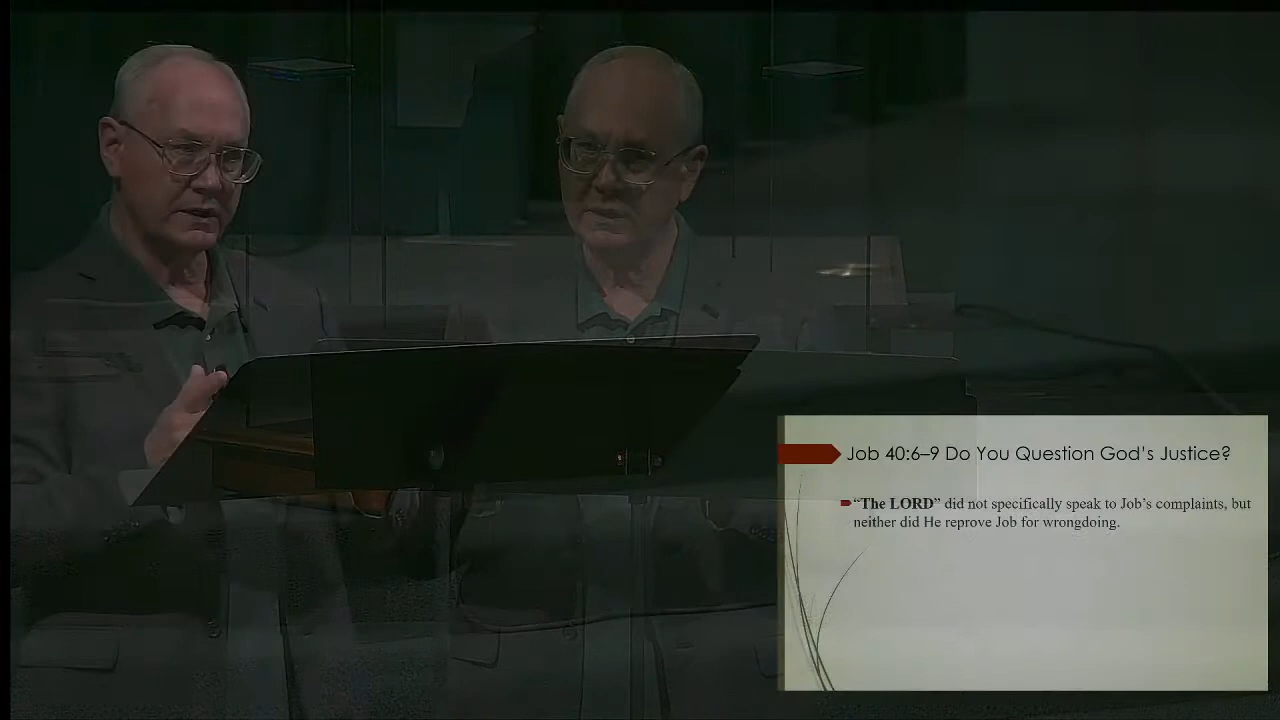 Job 40:6–9 Do You Question God's Justice?
"The LORD" did not specifically speak to Job's complaints, but
neither did He reprove Job for wrongdoing.